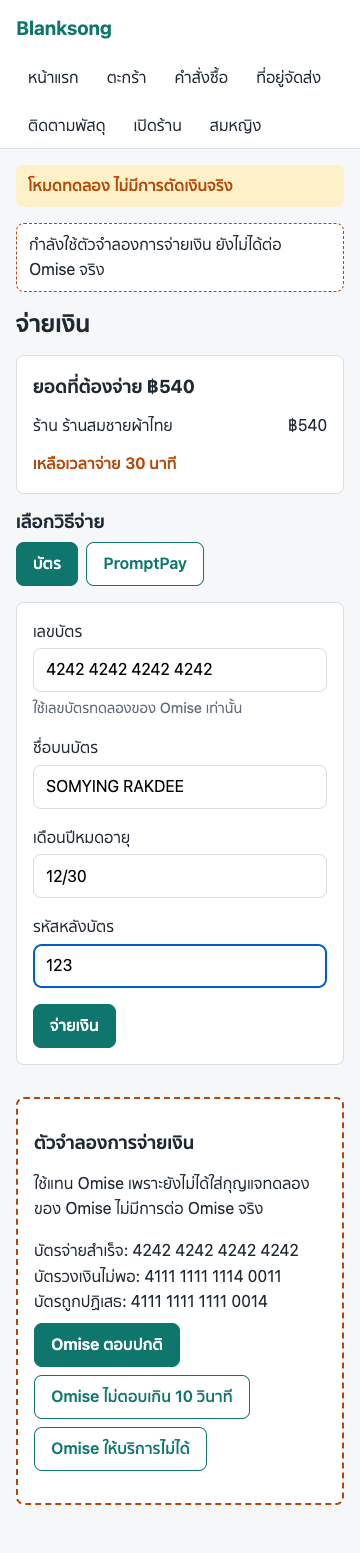 Blanksong
หน้าแรก ตะกร้า คำสั่งซื้อ ที่อยู่จัดส่ง
ติดตามพัสดุ เปิดร้าน สมหญิง
โหมดทดลอง ไม่มีการตัดเงินจริง
กำลังใช้ตัวจำลองการจ่ายเงิน ยังไม่ได้ต่อ
Omise จริง
จ่ายเงิน
ยอดที่ต้องจ่าย ฿540
ร้าน ร้านสมชายผ้าไทย ฿540
เหลือเวลาจ่าย 30 นาที
เลือกวิธีจ่าย
บัตร PromptPay
เลขบัตร
4242 4242 4242 4242
ใช้เลขบัตรทดลองของ Omise เท่านั้น
ชื่อบนบัตร
SOMYING RAKDEE
เดือนปีหมดอายุ
12/30
รหัสหลังบัตร
123
จ่ายเงิน
ตัวจำลองการจ่ายเงิน
ใช้แทน Omise เพราะยังไม่ได้ใส่กุญแจทดลอง
ของ Omise ไม่มีการต่อ Omise จริง
บัตรจ่ายสำเร็จ: 4242 4242 4242 4242
บัตรวงเงินไม่พอ: 4111 1111 1114 0011
บัตรถูกปฏิเสธ: 4111 1111 1111 0014
Omise ตอบปกติ
Omise ไม่ตอบเกิน 10 วินาที
Omise ให้บริการไม่ได้